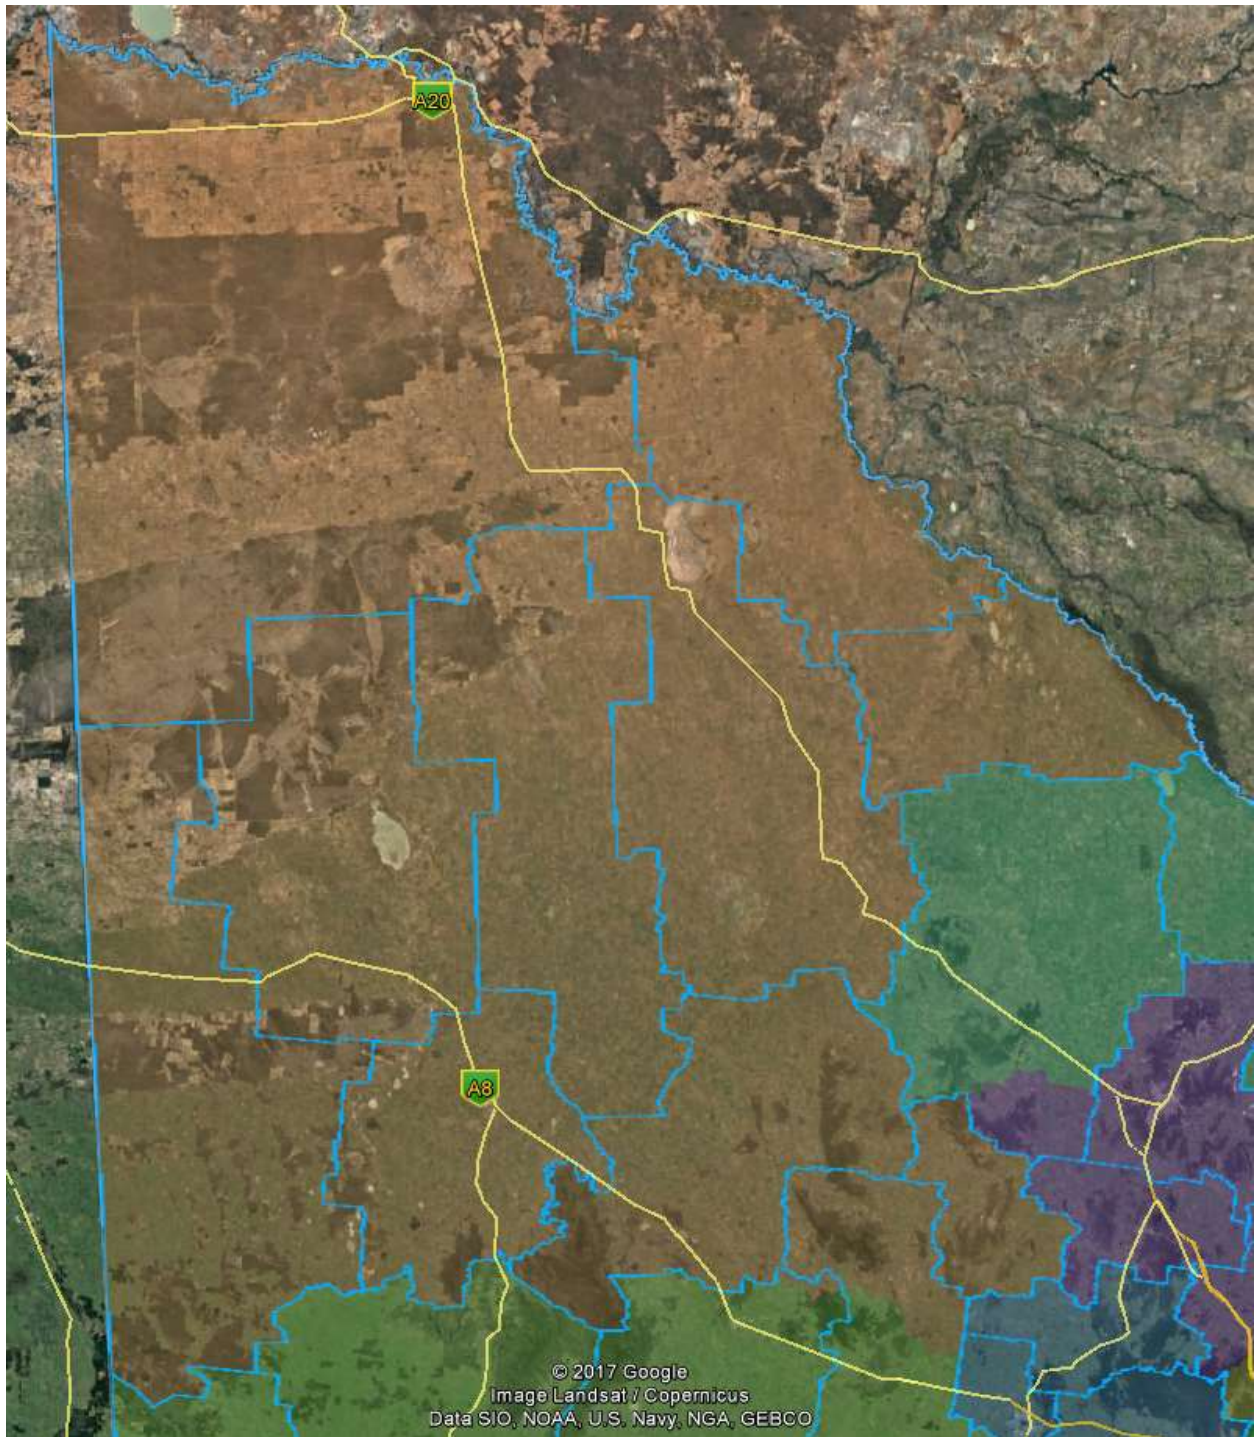 A20
A8
© 2017 Google
Image Landsat / Copernicus
Data SIO, NOAA, U.S. Navy, NGA, GEBCO